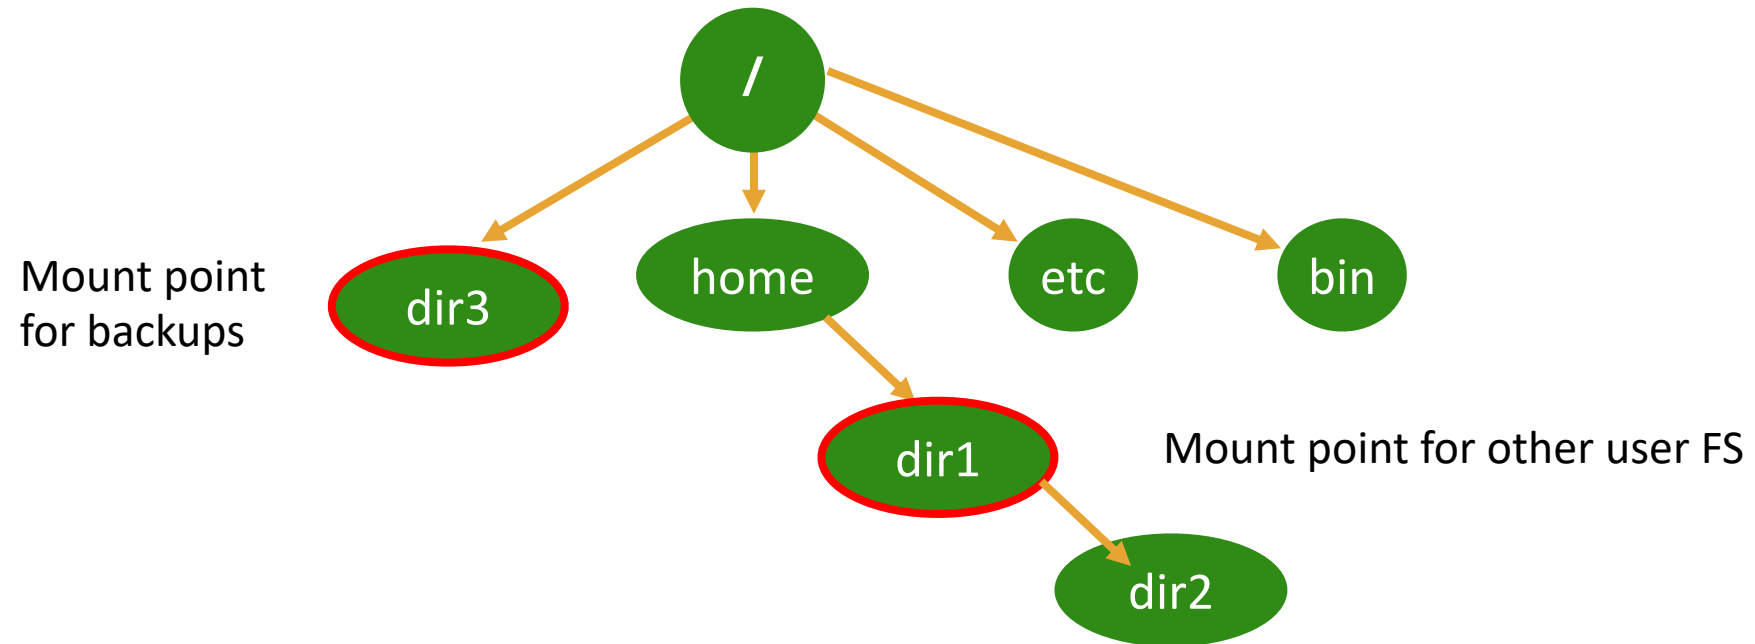 /
home
etc
bin
Mount point
for backups
dir3
dir1
Mount point for other user FS
dir2